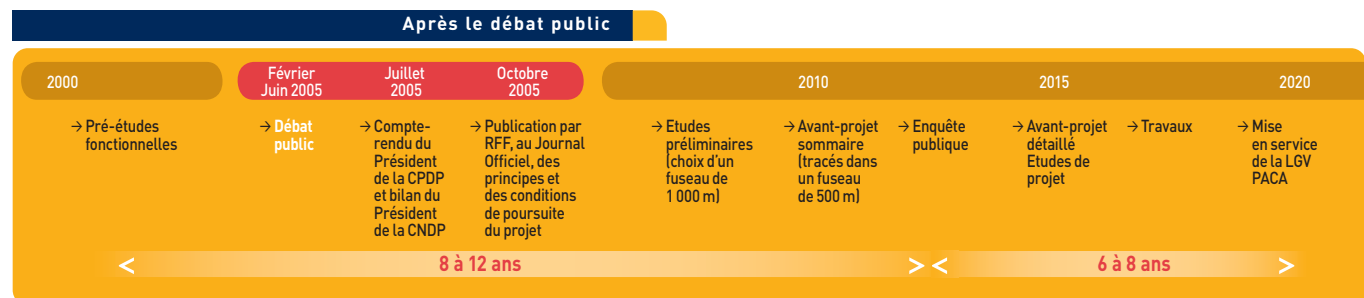 Après le débat public
2000
Février
Juin 2005
Juillet
2005
Octobre
2005
2010
2015
2020
→ Pré-études
fonctionnelles
→ Débat
public
→ Compte-
rendu du
Président
de la CPDP
et bilan du
Président
de la CNDP
→ Publication par
RFF, au Journal
Officiel, des
principes et
des conditions
de poursuite
du projet
→ Etudes
préliminaires
(choix d'un
fuseau de
1 000 m)
→ Avant-projet
sommaire
(tracés dans
un fuseau
de 500 m)
→ Enquête
publique
→ Avant-projet
détaillé
Etudes de
projet
→ Travaux
→ Mise
en service
de la LGV
PACA
< 8 à 12 ans >
< 6 à 8 ans >